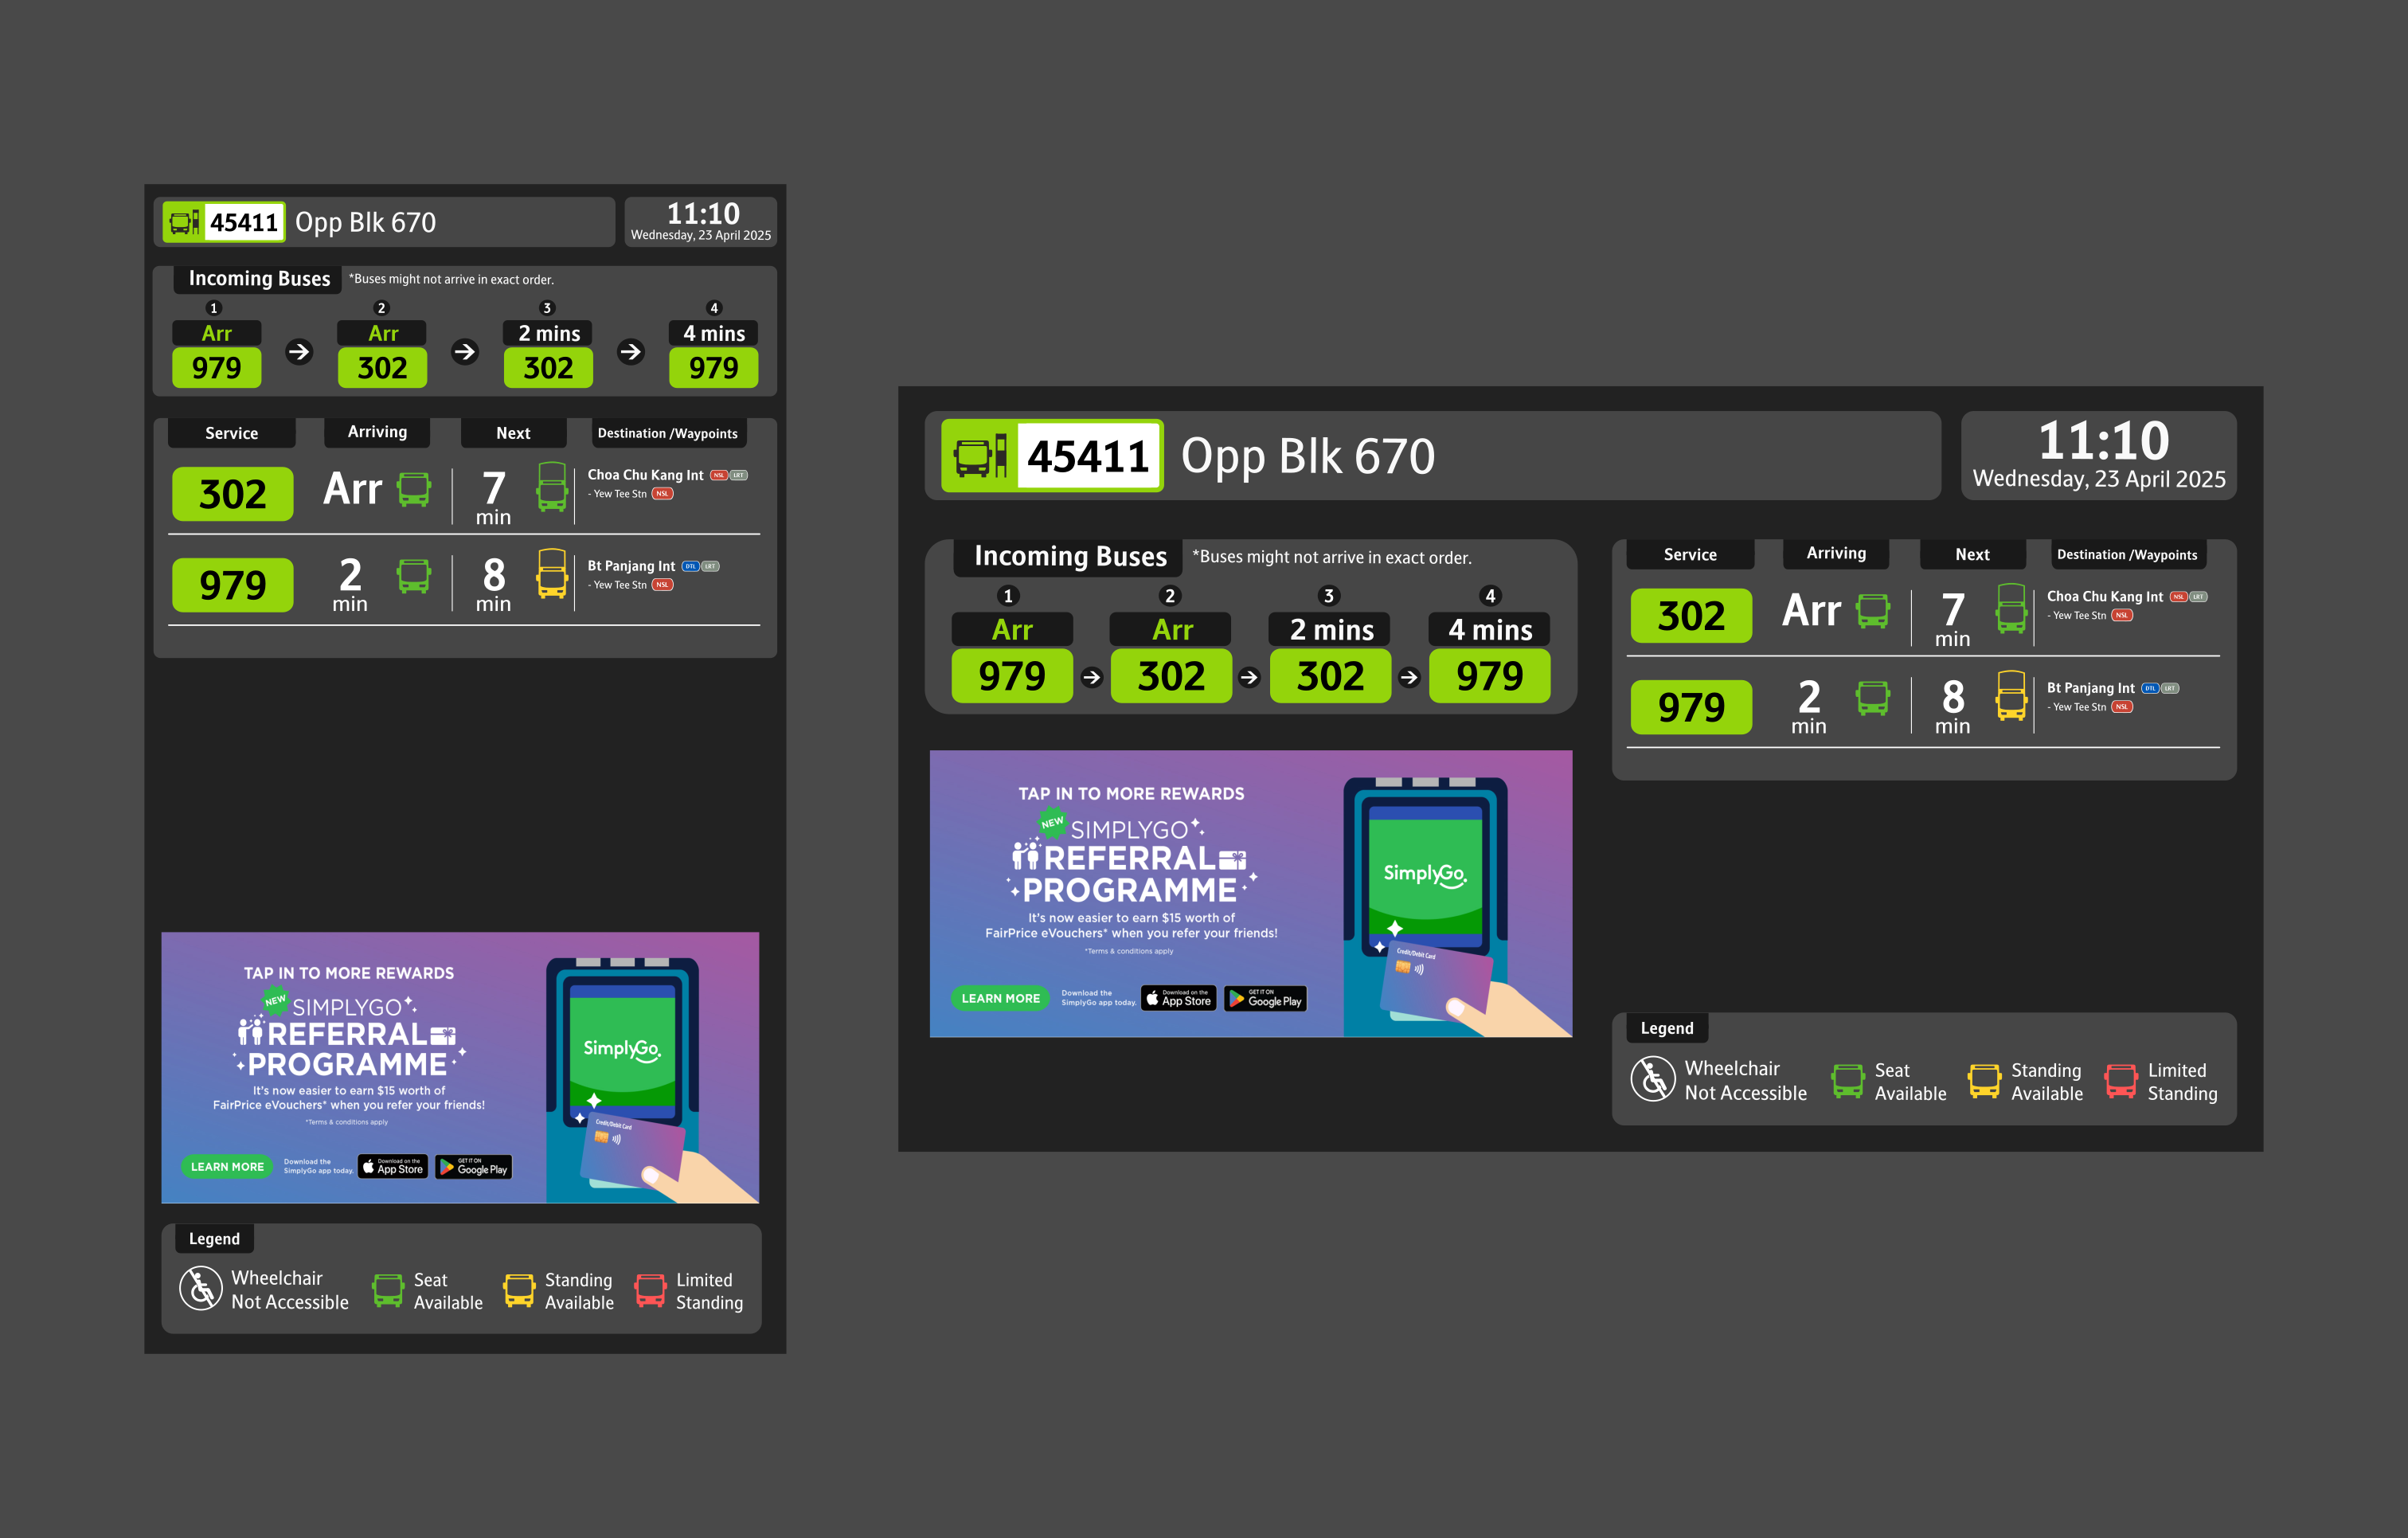 45411 Opp Blk 670
11:10
Wednesday, 23 April 2025
Incoming Buses *Buses might not arrive in exact order.
1 2 3 4
Arr Arr 2 mins 4 mins
979 302 302 979
Service Arriving Next Destination /Waypoints
302 Arr 7 min Choa Chu Kang Int NSL LRT
- Yew Tee Stn NSL
979 2 min 8 min Bt Panjang Int DTL LRT
- Yew Tee Stn NSL
TAP IN TO MORE REWARDS
NEW SIMPLYGO
REFERRAL
PROGRAMME
It's now easier to earn $15 worth of
FairPrice eVouchers* when you refer your friends!
*Terms & conditions apply
LEARN MORE
Download the
SimplyGo app today.
Download on the
App Store
GET IT ON
Google Play
SimplyGo.
Credit/Debit Card
Legend
Wheelchair
Not Accessible
Seat
Available
Standing
Available
Limited
Standing
45411 Opp Blk 670
11:10
Wednesday, 23 April 2025
Incoming Buses *Buses might not arrive in exact order.
1 2 3 4
Arr Arr 2 mins 4 mins
979 302 302 979
TAP IN TO MORE REWARDS
NEW SIMPLYGO
REFERRAL
PROGRAMME
It's now easier to earn $15 worth of
FairPrice eVouchers* when you refer your friends!
*Terms & conditions apply
LEARN MORE
Download the
SimplyGo app today.
Download on the
App Store
GET IT ON
Google Play
SimplyGo.
Credit/Debit Card
Service Arriving Next Destination /Waypoints
302 Arr 7 min Choa Chu Kang Int NSL LRT
- Yew Tee Stn NSL
979 2 min 8 min Bt Panjang Int DTL LRT
- Yew Tee Stn NSL
Legend
Wheelchair
Not Accessible
Seat
Available
Standing
Available
Limited
Standing